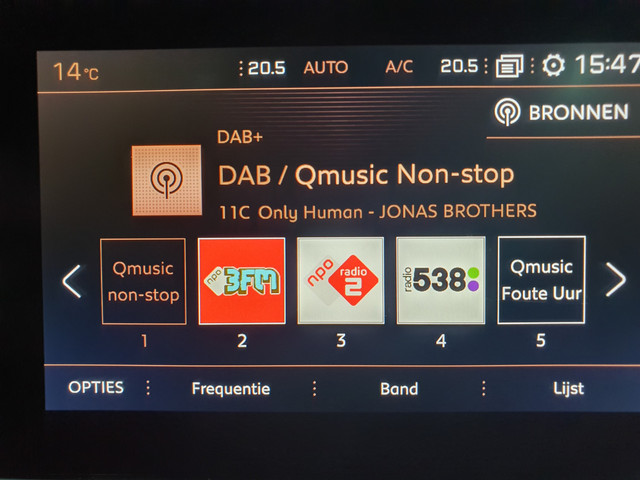 14°C 20.5 AUTO A/C 20.5 15:47
BRONNEN
DAB+
DAB / Qmusic Non-stop
11C Only Human - JONAS BROTHERS
Qmusic
non-stop
npo 3FM
npo radio 2
radio 538
Qmusic
Foute Uur
1 2 3 4 5
OPTIES Frequentie Band Lijst